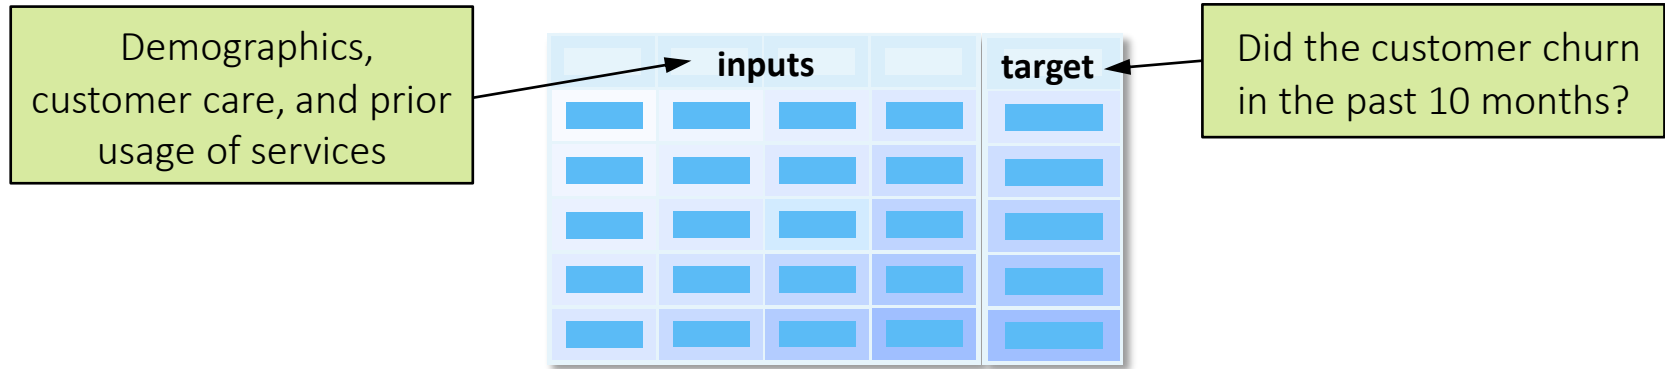 Demographics,
customer care, and prior
usage of services
inputs
target
Did the customer churn
in the past 10 months?